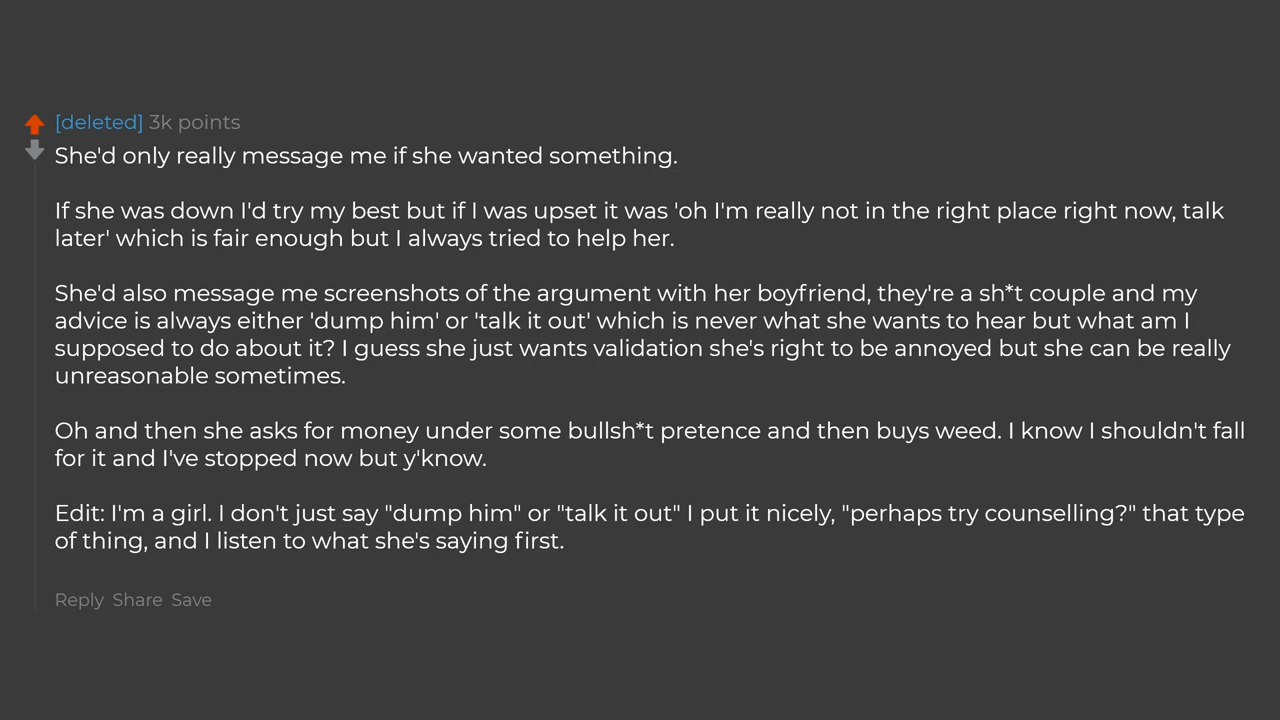 [deleted] 3k points
She'd only really message me if she wanted something.
If she was down I'd try my best but if I was upset it was 'oh I'm really not in the right place right now, talk
later' which is fair enough but I always tried to help her.
She'd also message me screenshots of the argument with her boyfriend, they're a sh*t couple and my
advice is always either 'dump him' or 'talk it out' which is never what she wants to hear but what am I
supposed to do about it? I guess she just wants validation she's right to be annoyed but she can be really
unreasonable sometimes.
Oh and then she asks for money under some bullsh*t pretence and then buys weed. I know I shouldn't fall
for it and I've stopped now but y'know.
Edit: I'm a girl. I don't just say "dump him" or "talk it out" I put it nicely, "perhaps try counselling?" that type
of thing, and I listen to what she's saying first.
Reply Share Save